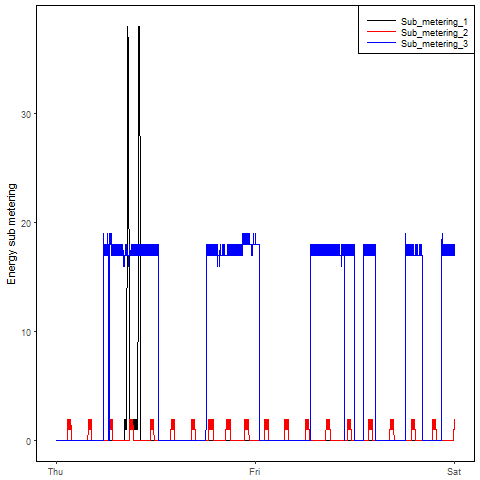 Sub_metering_1
Sub_metering_2
Sub_metering_3
Energy sub metering
30
20
10
0
Thu
Fri
Sat